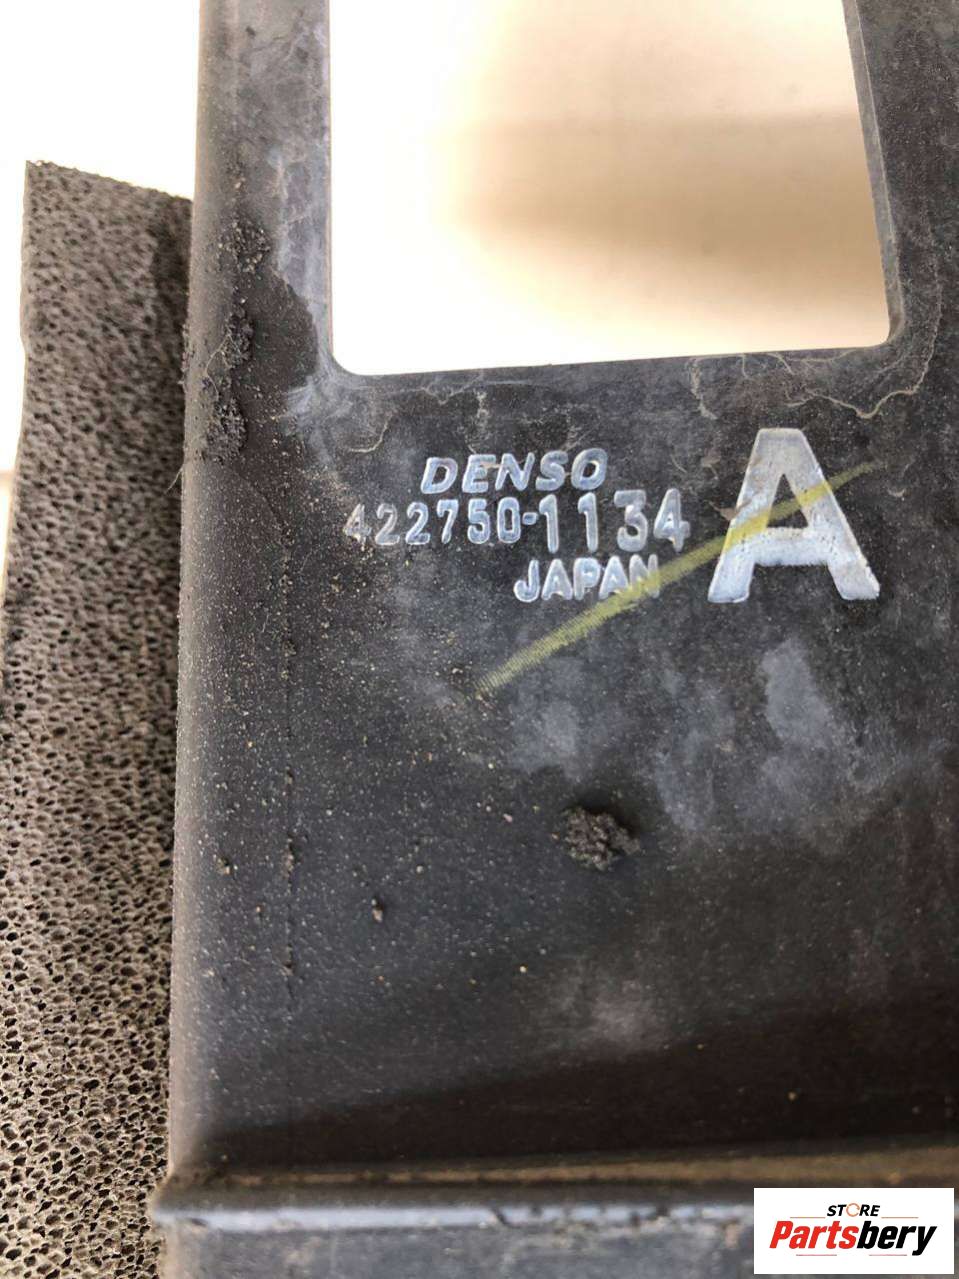 DENSO
422750-1134
JAPAN
A
STORE
Partsbery